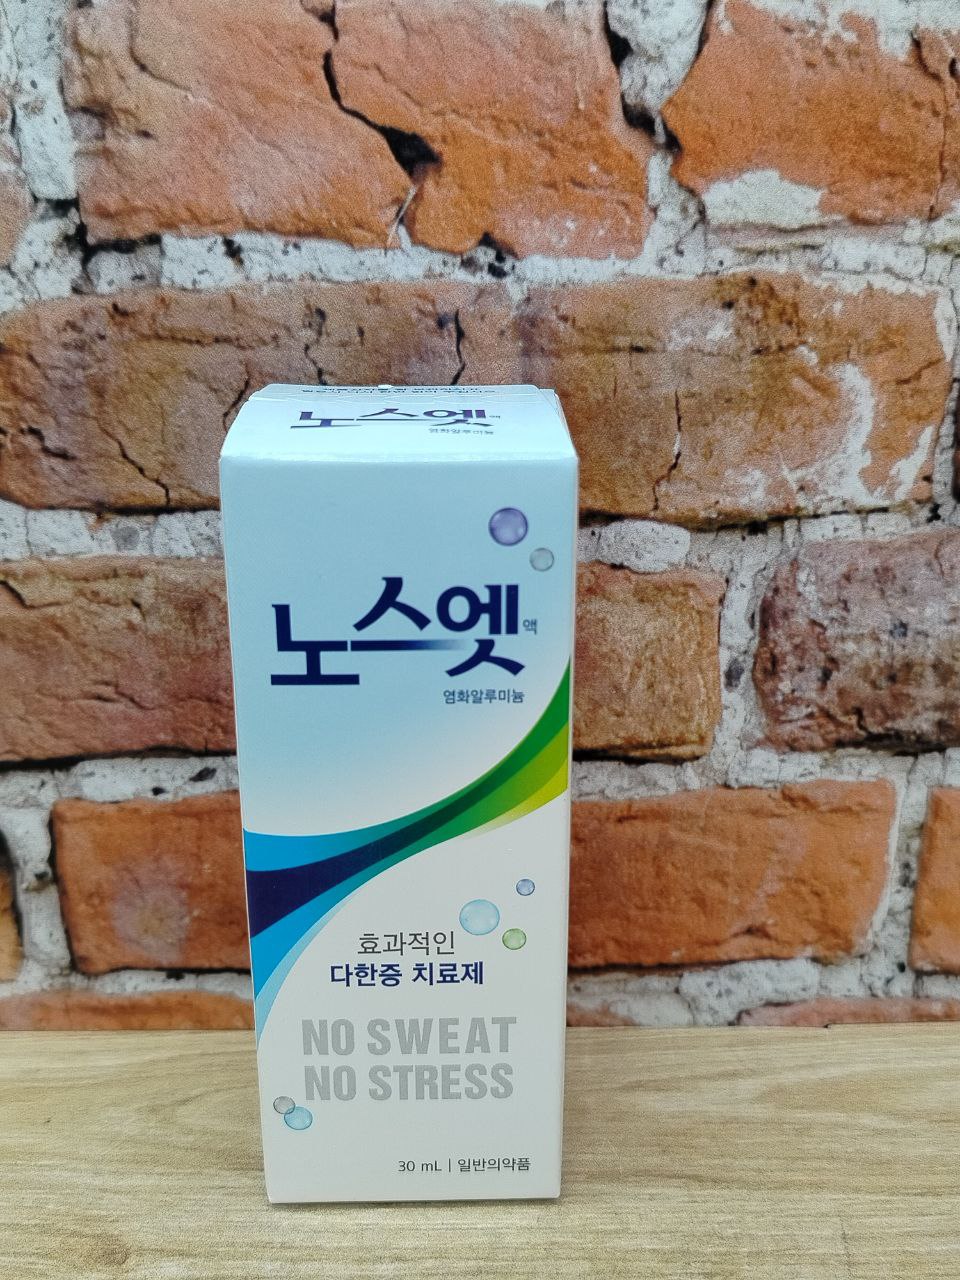 노스엣 액
염화알루미늄
노스엣 액
염화알루미늄
효과적인
다한증 치료제
NO SWEAT
NO STRESS
30 mL | 일반의약품